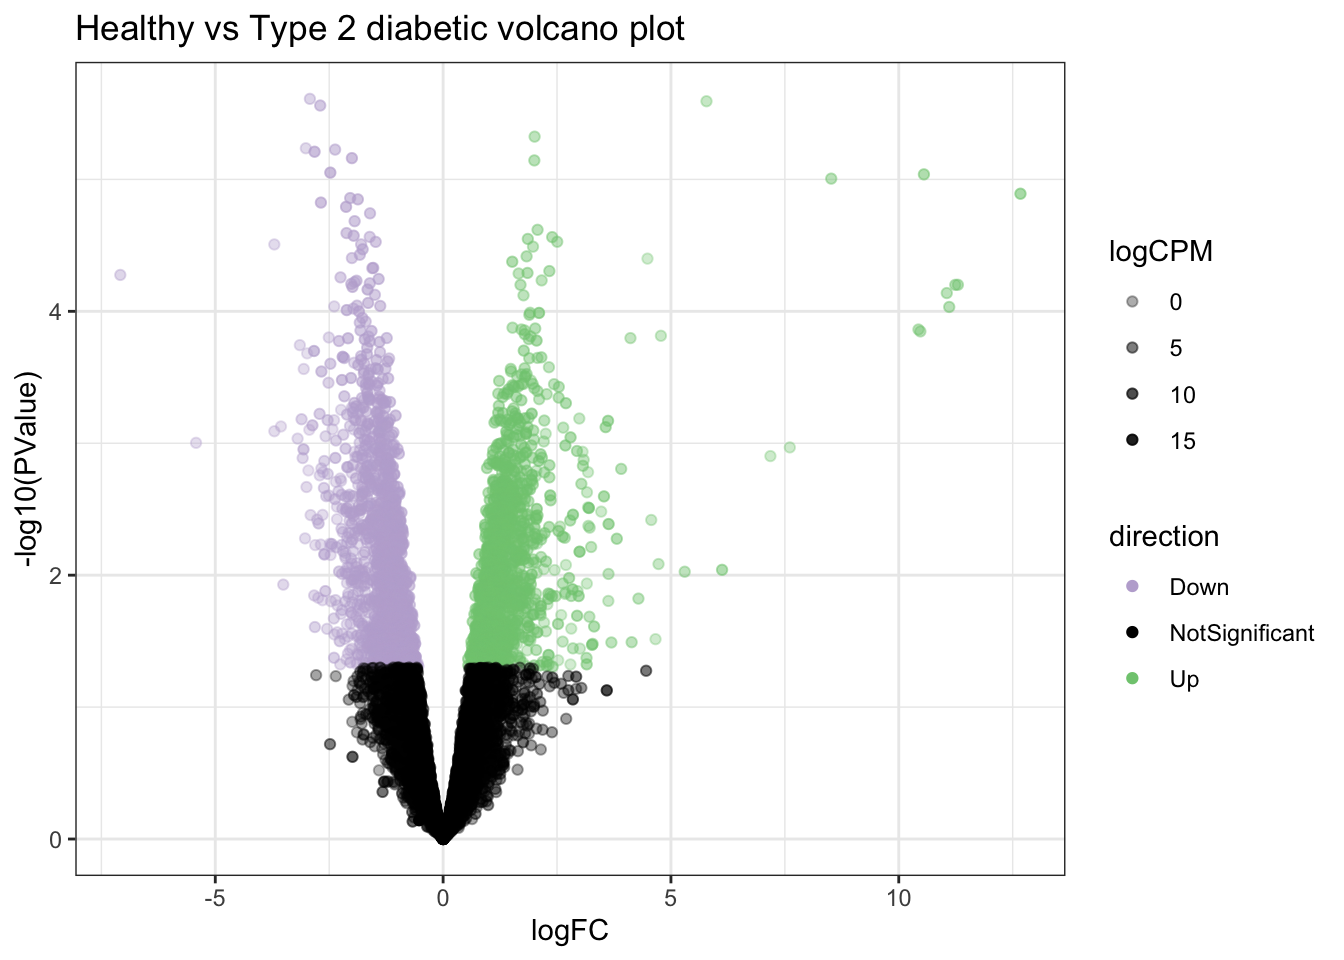 Healthy vs Type 2 diabetic volcano plot
-log10(PValue)
4
2
0
-5
0
5
10
logFC
logCPM
0
5
10
15
direction
Down
NotSignificant
Up